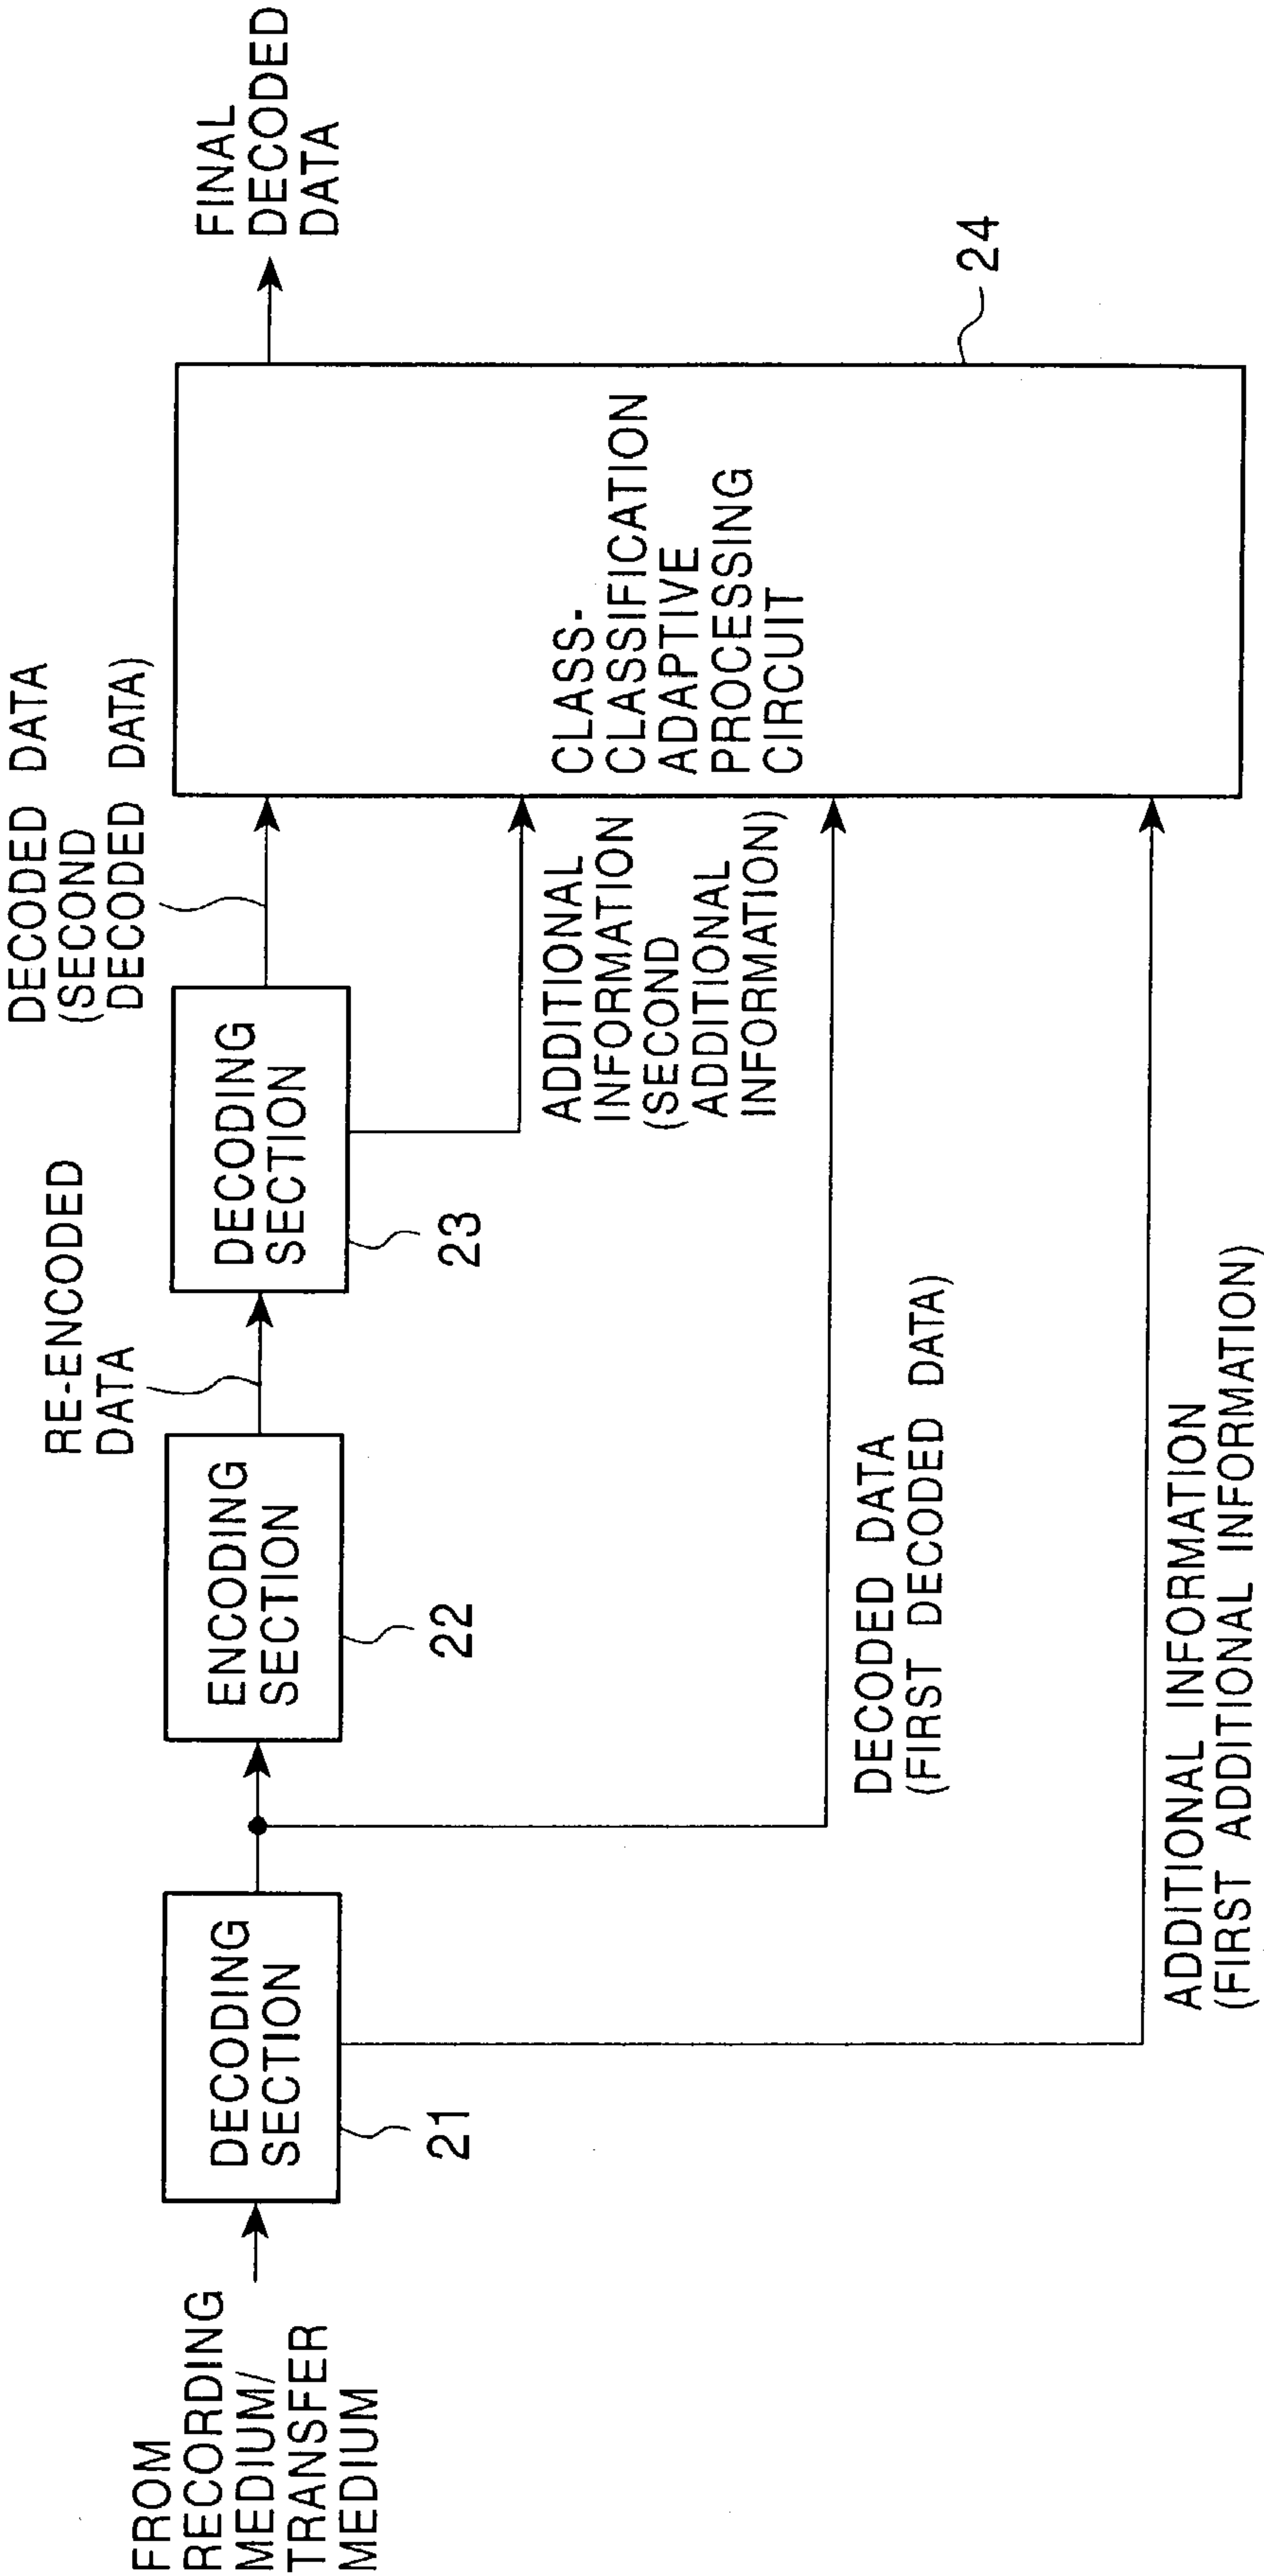 FROM
RECORDING
MEDIUM/
TRANSFER
MEDIUM
DECODING
SECTION
21
ENCODING
SECTION
22
RE-ENCODED
DATA
DECODING
SECTION
23
DECODED DATA
(SECOND
DECODED DATA)
ADDITIONAL
INFORMATION
(SECOND
ADDITIONAL
INFORMATION)
DECODED DATA
(FIRST DECODED DATA)
ADDITIONAL INFORMATION
(FIRST ADDITIONAL INFORMATION)
CLASS-
CLASSIFICATION
ADAPTIVE
PROCESSING
CIRCUIT
24
FINAL
DECODED
DATA